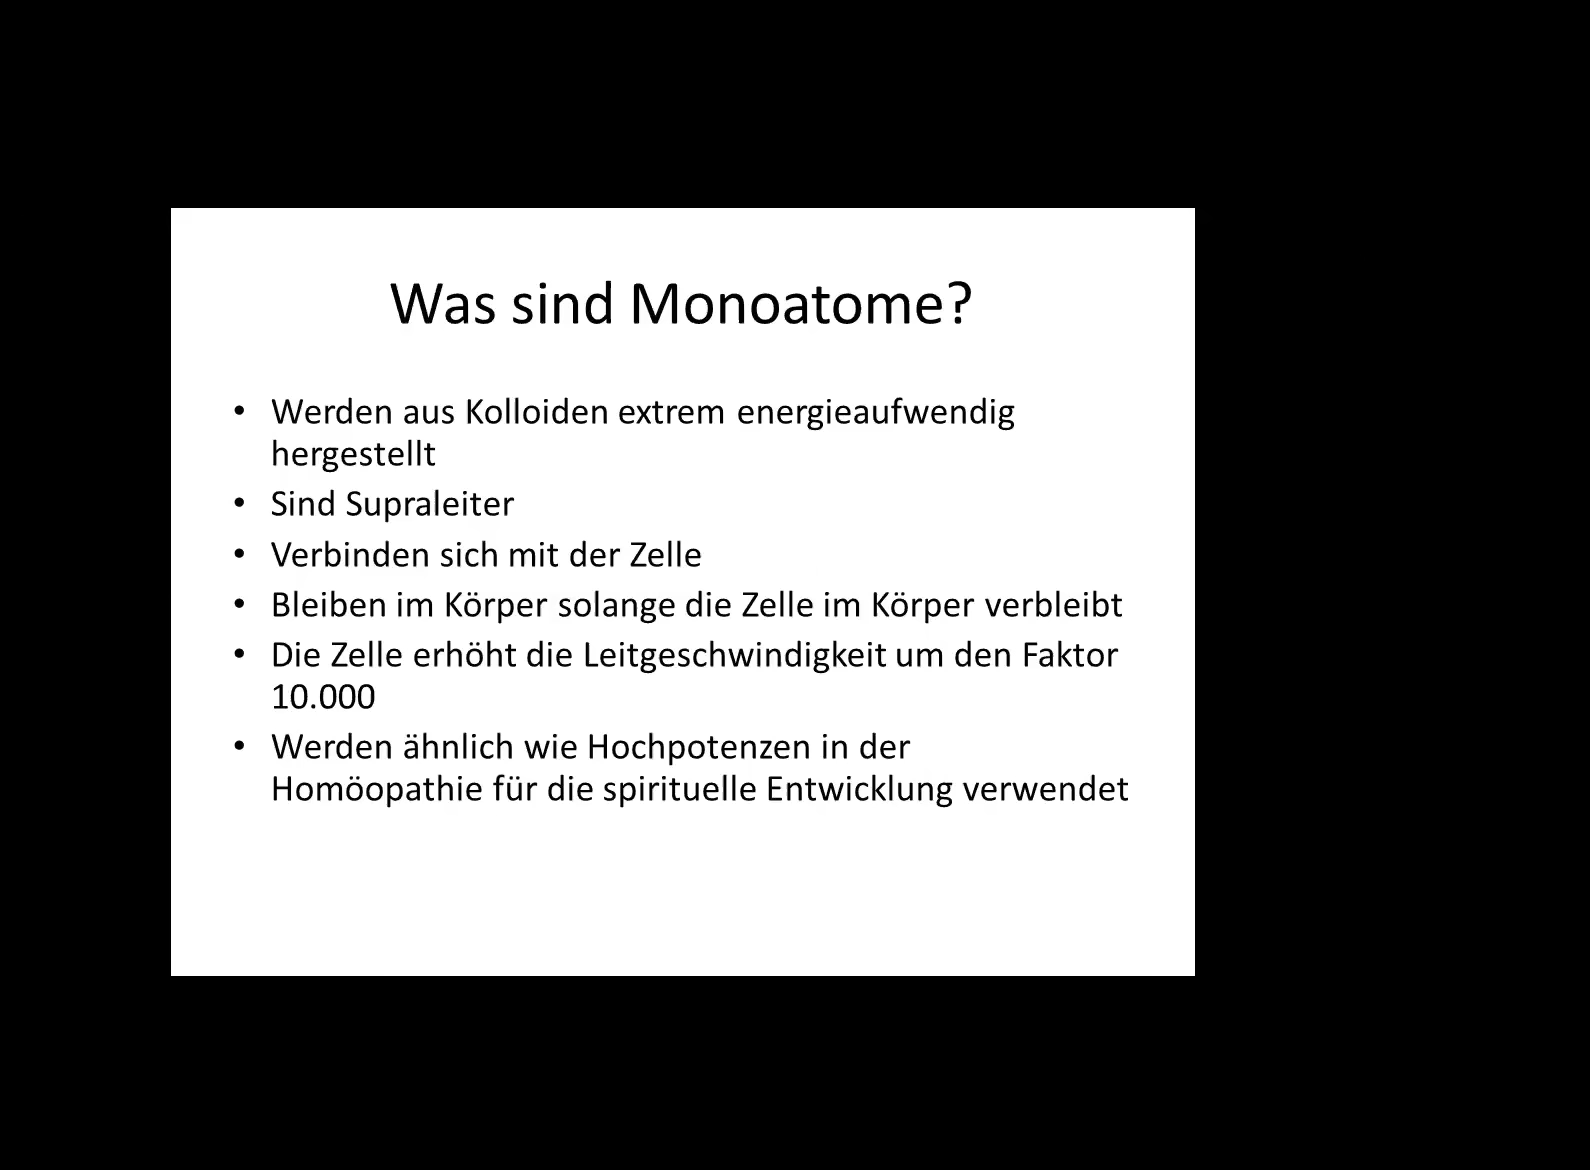 Was sind Monoatome?
• Werden aus Kolloiden extrem energieaufwendig
hergestellt
• Sind Supraleiter
• Verbinden sich mit der Zelle
• Bleiben im Körper solange die Zelle im Körper verbleibt
• Die Zelle erhöht die Leitgeschwindigkeit um den Faktor
10.000
• Werden ähnlich wie Hochpotenzen in der
Homöopathie für die spirituelle Entwicklung verwendet